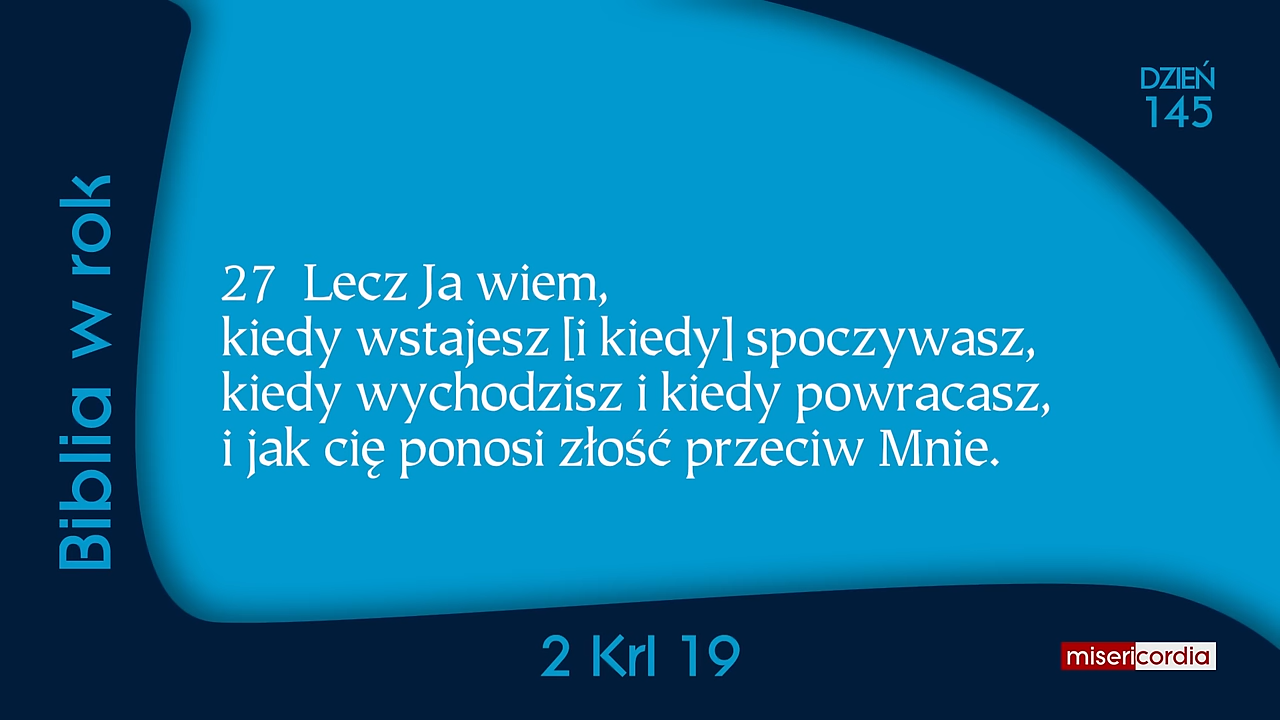 Biblia w rok
DZIEŃ
145
27 Lecz Ja wiem,
kiedy wstajesz [i kiedy] spoczywasz,
kiedy wychodzisz i kiedy powracasz,
i jak cię ponosi złość przeciw Mnie.
2 Krl 19
misericordia